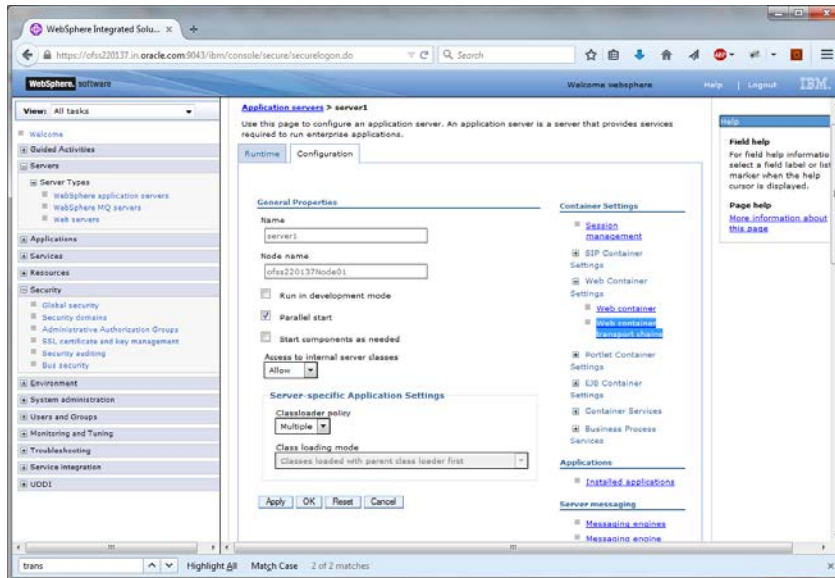 WebSphere Integrated Solu...
https://ofss220137.in.oracle.com:9043/ibm/console/secure/securelogon.do
Search
WebSphere. software
Welcome websphere
Help | Logout
IBM.
View: All tasks
Welcome
Guided Activities
Servers
Server Types
WebSphere application servers
WebSphere MQ servers
Web servers
Applications
Services
Resources
Security
Global security
Security domains
Administrative Authorization Groups
SSL certificate and key management
Security auditing
Bus security
Environment
System administration
Users and Groups
Monitoring and Tuning
Troubleshooting
Service integration
UDDI
Application servers > server1
Use this page to configure an application server. An application server is a server that provides services
required to run enterprise applications.
Runtime
Configuration
General Properties
Name
server1
Node name
ofss220137Node01
Run in development mode
Parallel start
Start components as needed
Access to internal server classes
Allow
Server-specific Application Settings
Classloader policy
Multiple
Class loading mode
Classes loaded with parent class loader first
Apply
OK
Reset
Cancel
Container Settings
Session
management
SIP Container
Settings
Web Container
Settings
Web container
Web container
transport chains
Portlet Container
Settings
EJB Container
Settings
Container Services
Business Process
Services
Applications
Installed applications
Server messaging
Messaging engines
Messaging engine
Help
Field help
For field help informatio
select a field label or list
marker when the help
cursor is displayed.
Page help
More information about
this page
trans
Highlight All
Match Case
2 of 2 matches